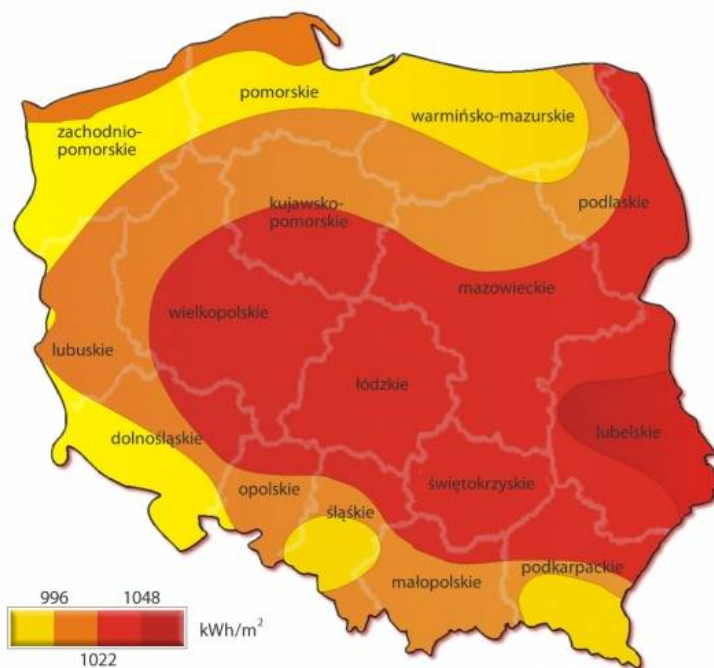 pomorskie
warmińsko-mazurskie
zachodnio-
pomorskie
kujawsko-
pomorskie
podlaskie
mazowieckie
wielkopolskie
lubuskie
łódzkie
dolnośląskie
lubelskie
opolskie
świętokrzyskie
śląśkie
małopolskie
podkarpackie
996 1048
kWh/m²
1022